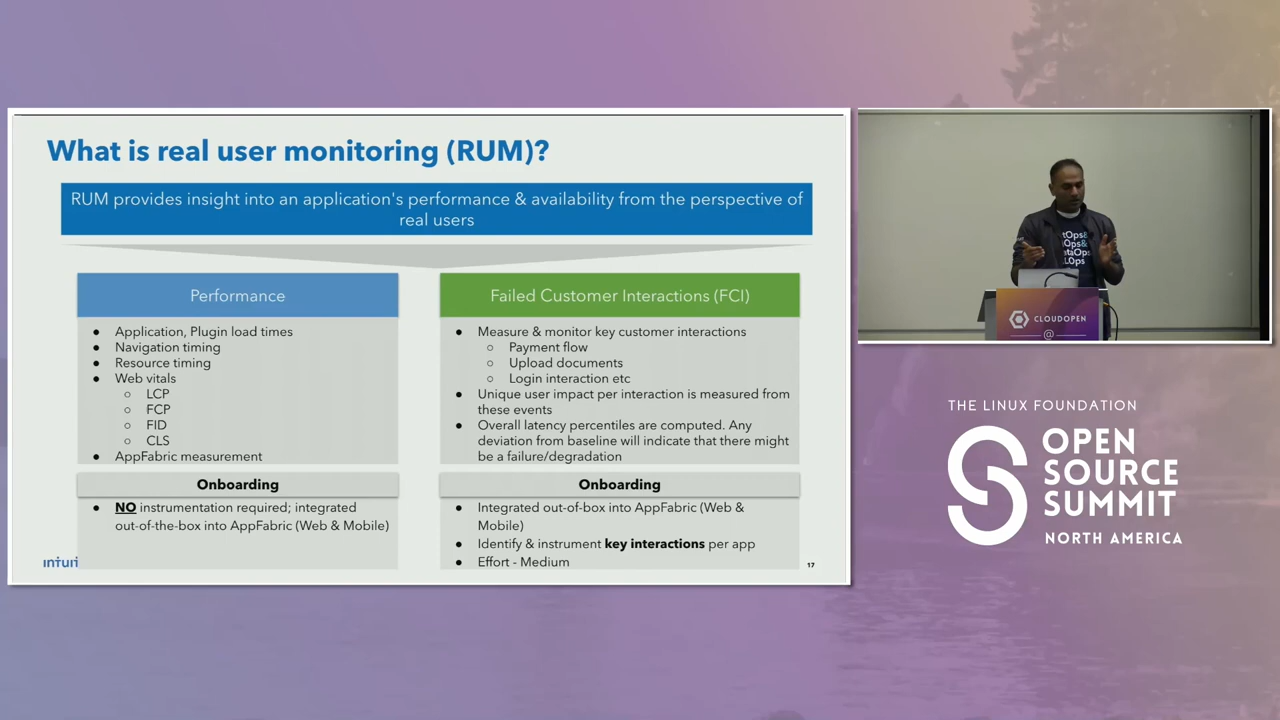 What is real user monitoring (RUM)?
RUM provides insight into an application's performance & availability from the perspective of
real users
Performance
● Application, Plugin load times
● Navigation timing
● Resource timing
● Web vitals
○ LCP
○ FCP
○ FID
○ CLS
● AppFabric measurement
Onboarding
● NO instrumentation required; integrated
out-of-the-box into AppFabric (Web & Mobile)
Failed Customer Interactions (FCI)
● Measure & monitor key customer interactions
○ Payment flow
○ Upload documents
○ Login interaction etc
● Unique user impact per interaction is measured from
these events
● Overall latency percentiles are computed. Any
deviation from baseline will indicate that there might
be a failure/degradation
Onboarding
● Integrated out-of-box into AppFabric (Web &
Mobile)
● Identify & instrument key interactions per app
● Effort - Medium
17
CLOUDOPEN
@
THE LINUX FOUNDATION
OPEN
SOURCE
SUMMIT
NORTH AMERICA